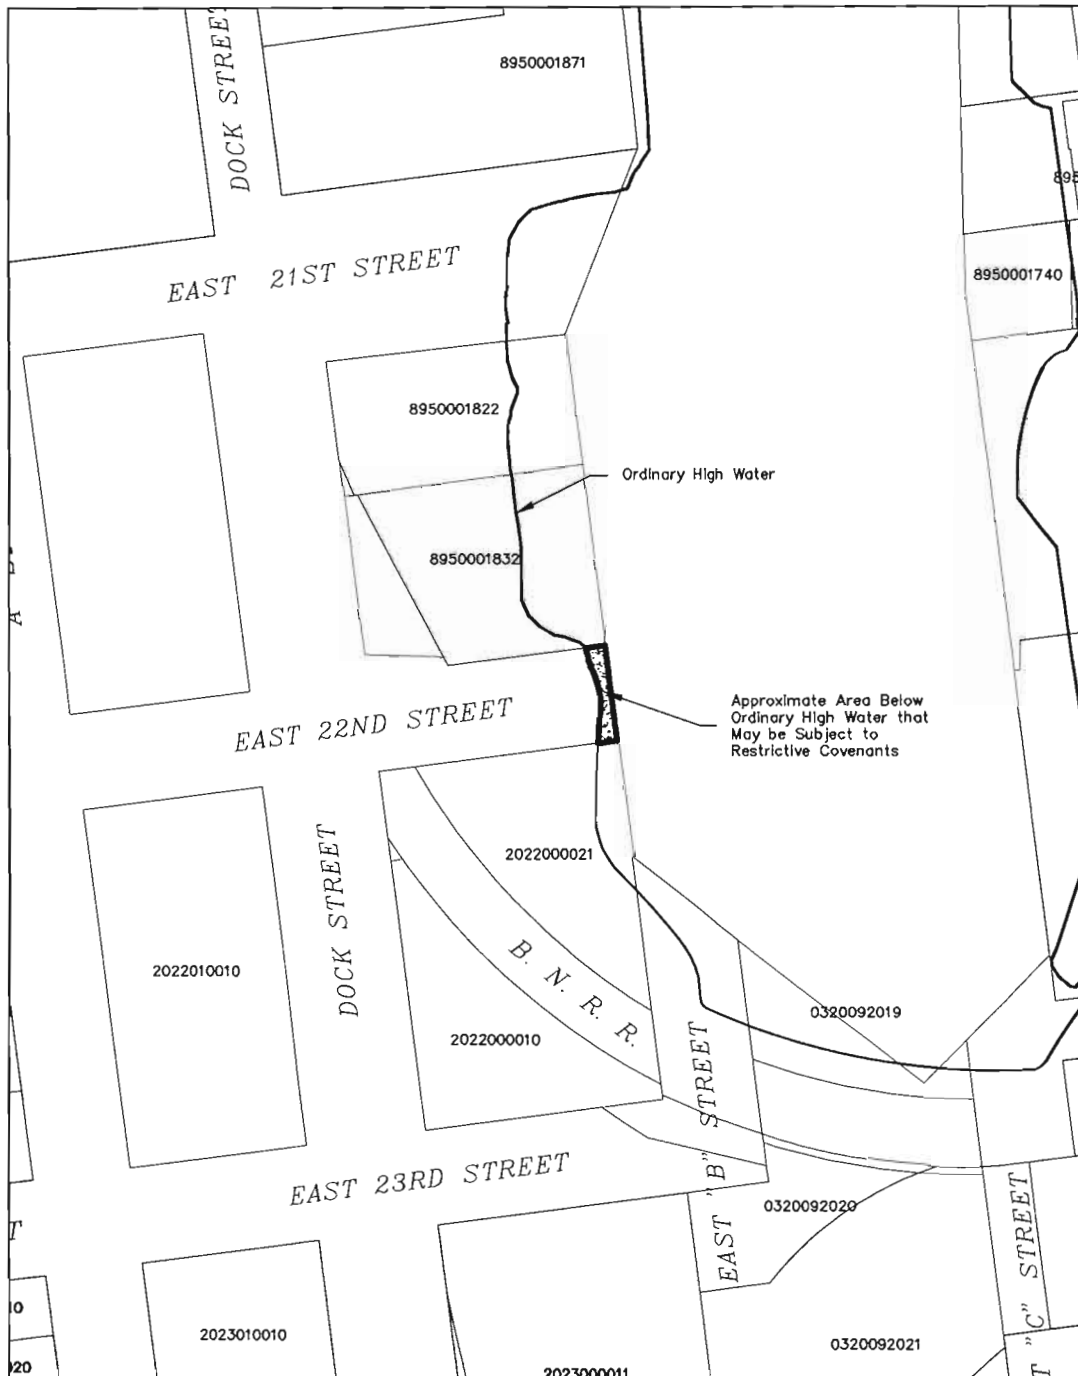 8950001871
DOCK STREET
895
EAST 21ST STREET
8950001740
8950001822
Ordinary High Water
8950001832
A
Approximate Area Below
Ordinary High Water that
May be Subject to
Restrictive Covenants
EAST 22ND STREET
2022000021
DOCK STREET
B. N. R. R.
2022010010
0320092019
2022000010
EAST "B" STREET
EAST 23RD STREET
0320092020
T
"C" STREET
10
2023010010
0320092021
020
2023000011
T